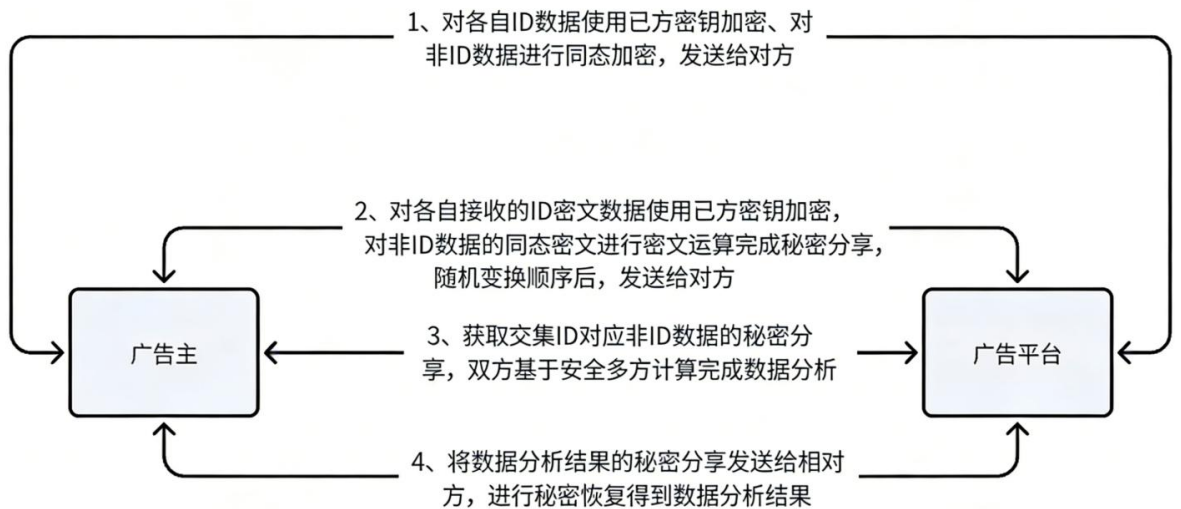 1、对各自ID数据使用已方密钥加密、对
非ID数据进行同态加密，发送给对方
2、对各自接收的ID密文数据使用已方密钥加密，
对非ID数据的同态密文进行密文运算完成秘密分享，
随机变换顺序后，发送给对方
广告主
3、获取交集ID对应非ID数据的秘密分
享，双方基于安全多方计算完成数据分析
广告平台
4、将数据分析结果的秘密分享发送给相对
方，进行秘密恢复得到数据分析结果